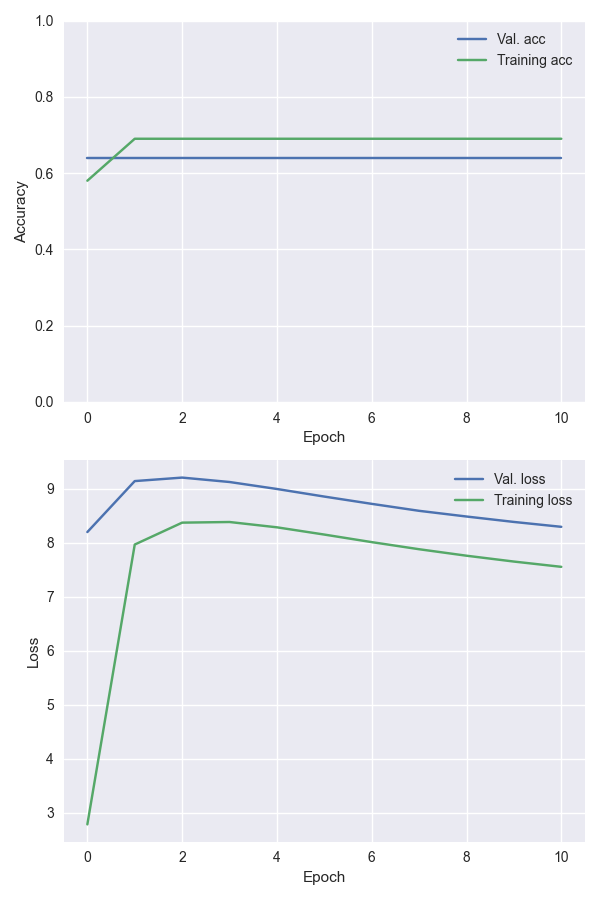 1.0
0.8
0.6
0.4
0.2
0.0
Accuracy
Val. acc
Training acc
0 2 4 6 8 10
Epoch
9
8
7
6
5
4
3
Loss
Val. loss
Training loss
0 2 4 6 8 10
Epoch